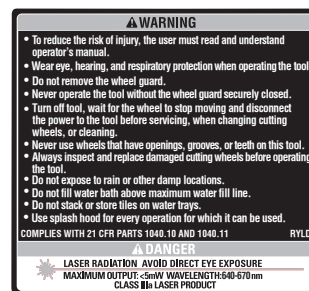 WARNING
• To reduce the risk of injury, the user must read and understand
operator's manual.
• Wear eye, hearing, and respiratory protection when operating the tool
• Do not remove the wheel guard.
• Never operate the tool without the wheel guard securely closed.
• Turn off tool, wait for the wheel to stop moving and disconnect
the power to the tool before servicing, when changing cutting
wheels, or cleaning.
• Never use wheels that have openings, grooves, or teeth on this tool.
• Always inspect and replace damaged cutting wheels before operating
the tool.
• Do not expose to rain or other damp locations.
• Do not fill water bath above maximum water fill line.
• Do not stack or store tiles on water trays.
• Use splash hood for every operation for which it can be used.
COMPLIES WITH 21 CFR PARTS 1040.10 AND 1040.11 RYLD
DANGER
LASER RADIATION AVOID DIRECT EYE EXPOSURE
MAXIMUM OUTPUT: <5mW WAVELENGTH:640-670nm
CLASS IIIa LASER PRODUCT